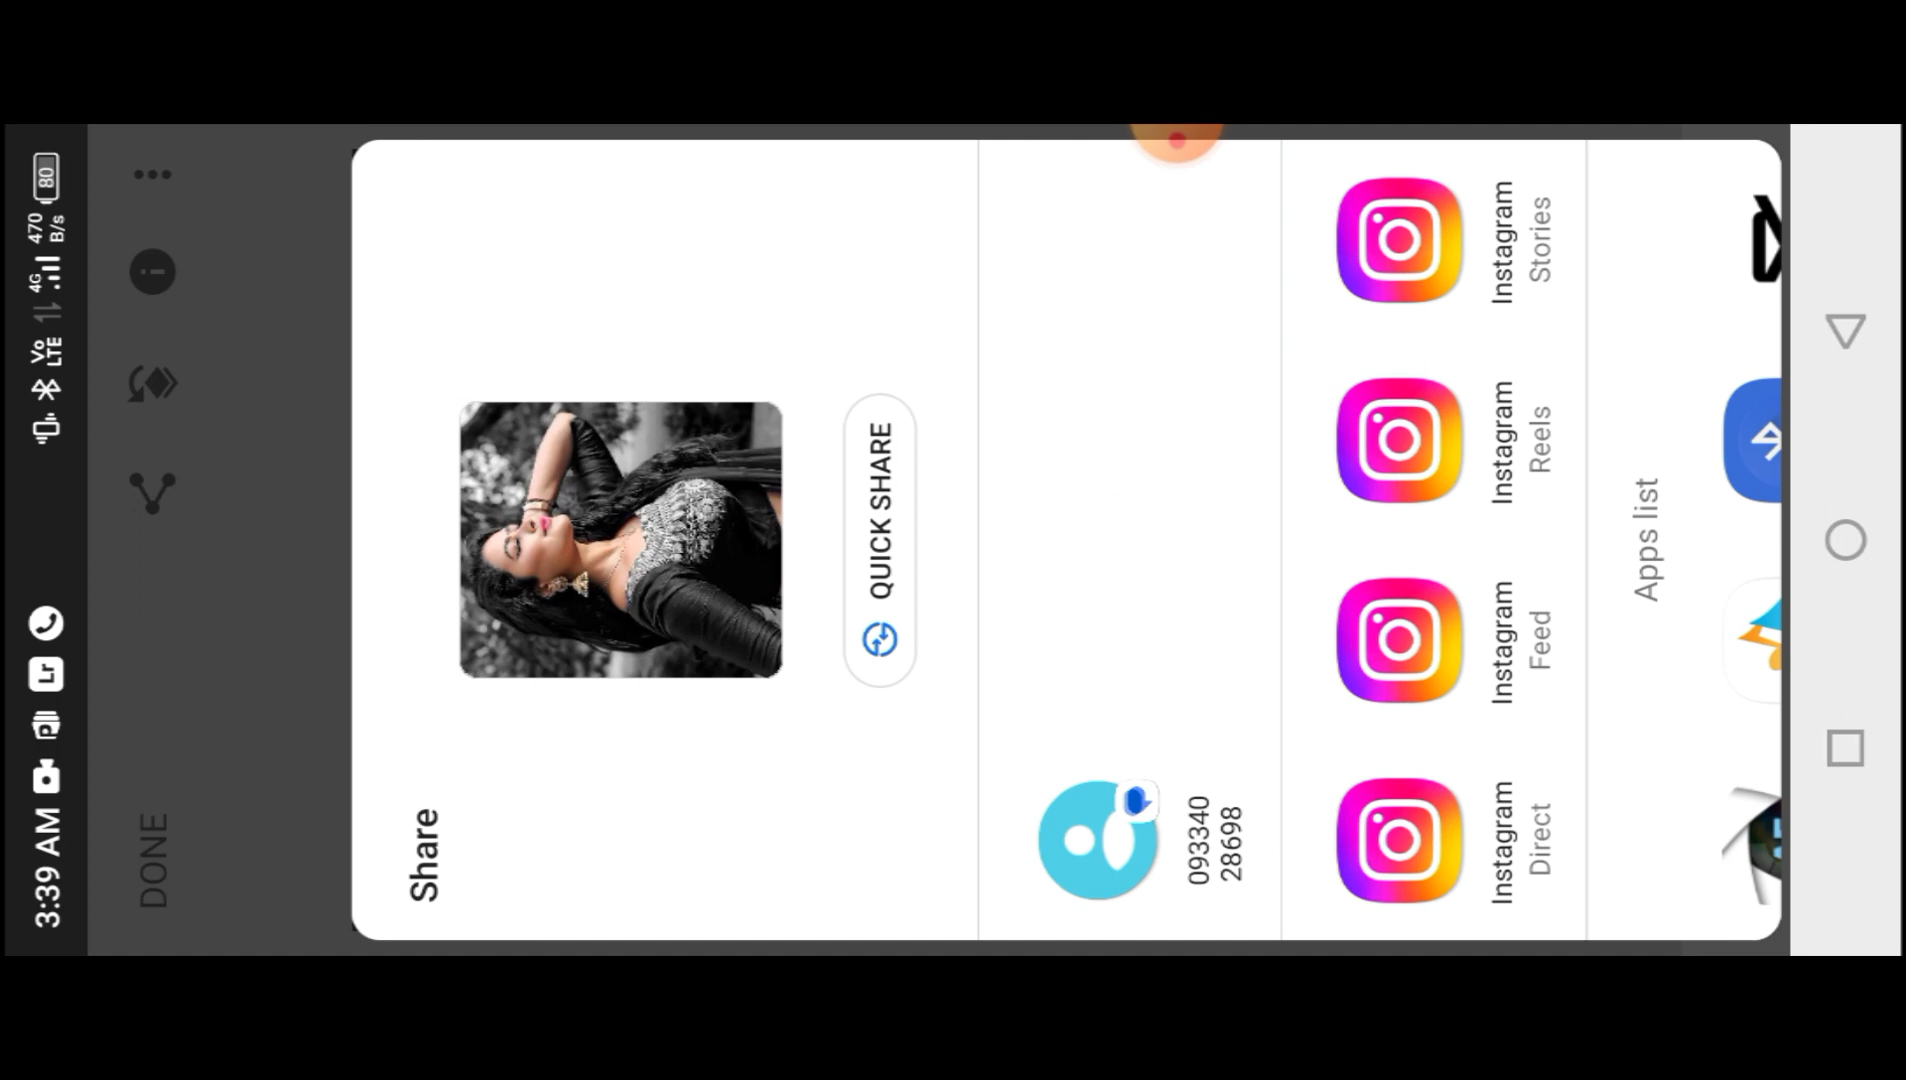 3:39 AM
Lr
Vo
LTE
4G
470
B/s
80
DONE
Share
QUICK SHARE
093340
28698
Instagram
Direct
Instagram
Feed
Instagram
Reels
Instagram
Stories
Apps list